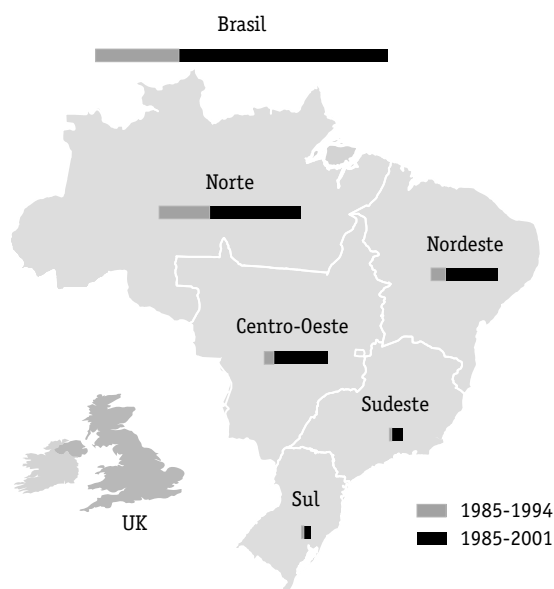 Brasil
Norte
Nordeste
Centro-Oeste
Sudeste
Sul
UK
1985-1994
1985-2001